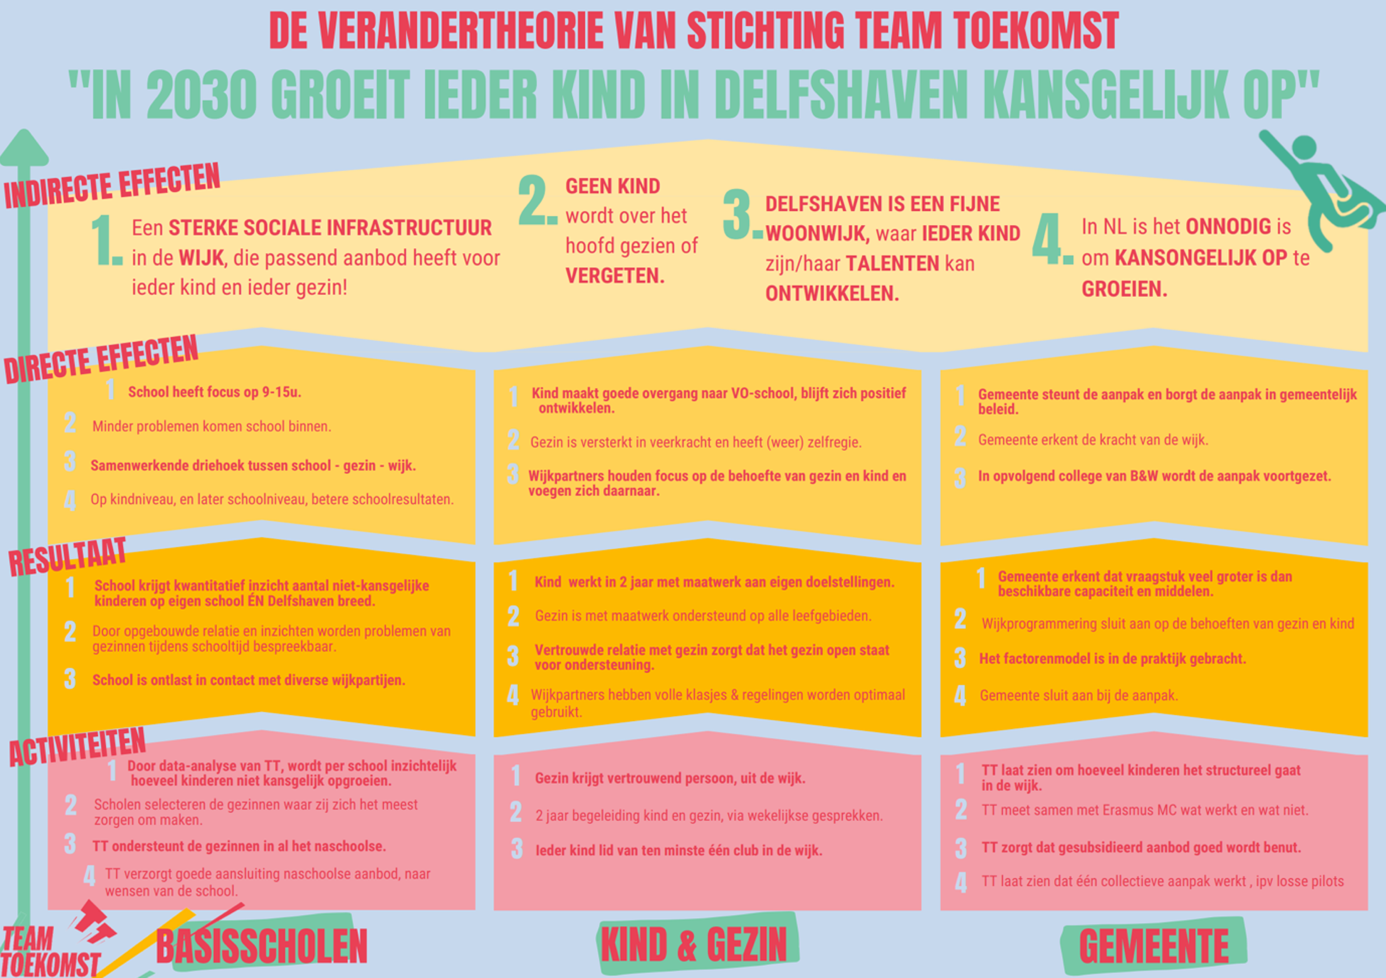 DE VERANDERTHEORIE VAN STICHTING TEAM TOEKOMST
"IN 2030 GROEIT IEDER KIND IN DELFSHAVEN KANSGELIJK OP"
INDIRECTE EFFECTEN
1. Een STERKE SOCIALE INFRASTRUCTUUR
in de WIJK, die passend aanbod heeft voor
ieder kind en ieder gezin!
2. GEEN KIND
wordt over het
hoofd gezien of
VERGETEN.
3. DELFSHAVEN IS EEN FIJNE
WOONWIJK, waar IEDER KIND
zijn/haar TALENTEN kan
ONTWIKKELEN.
4. In NL is het ONNODIG is
om KANSONGELIJK OP te
GROEIEN.
DIRECTE EFFECTEN
1 School heeft focus op 9-15u.
2 Minder problemen komen school binnen.
3 Samenwerkende driehoek tussen school - gezin - wijk.
4 Op kindniveau, en later schoolniveau, betere schoolresultaten.
1 Kind maakt goede overgang naar VO-school, blijft zich positief
ontwikkelen.
2 Gezin is versterkt in veerkracht en heeft (weer) zelfregie.
3 Wijkpartners houden focus op de behoefte van gezin en kind en
voegen zich daarnaar.
1 Gemeente steunt de aanpak en borgt de aanpak in gemeentelijk
beleid.
2 Gemeente erkent de kracht van de wijk.
3 In opvolgend college van B&W wordt de aanpak voortgezet.
RESULTAAT
1 School krijgt kwantitatief inzicht aantal niet-kansgelijke
kinderen op eigen school ÉN Delfshaven breed.
2 Door opgebouwde relatie en inzichten worden problemen van
gezinnen tijdens schooltijd bespreekbaar.
3 School is ontlast in contact met diverse wijkpartijen.
1 Kind werkt in 2 jaar met maatwerk aan eigen doelstellingen.
2 Gezin is met maatwerk ondersteund op alle leefgebieden.
3 Vertrouwde relatie met gezin zorgt dat het gezin open staat
voor ondersteuning.
4 Wijkpartners hebben volle klasjes & regelingen worden optimaal
gebruikt.
1 Gemeente erkent dat vraagstuk veel groter is dan
beschikbare capaciteit en middelen.
2 Wijkprogrammering sluit aan op de behoeften van gezin en kind
3 Het factorenmodel is in de praktijk gebracht.
4 Gemeente sluit aan bij de aanpak.
ACTIVITEITEN
1 Door data-analyse van TT, wordt per school inzichtelijk
hoeveel kinderen niet kansgelijk opgroeien.
2 Scholen selecteren de gezinnen waar zij zich het meest
zorgen om maken.
3 TT ondersteunt de gezinnen in al het naschoolse.
4 TT verzorgt goede aansluiting naschoolse aanbod, naar
wensen van de school.
1 Gezin krijgt vertrouwend persoon, uit de wijk.
2 2 jaar begeleiding kind en gezin, via wekelijkse gesprekken.
3 Ieder kind lid van ten minste één club in de wijk.
1 TT laat zien om hoeveel kinderen het structureel gaat
in de wijk.
2 TT meet samen met Erasmus MC wat werkt en wat niet.
3 TT zorgt dat gesubsidieerd aanbod goed wordt benut.
4 TT laat zien dat één collectieve aanpak werkt , ipv losse pilots
TEAM
TOEKOMST
BASISSCHOLEN
KIND & GEZIN
GEMEENTE